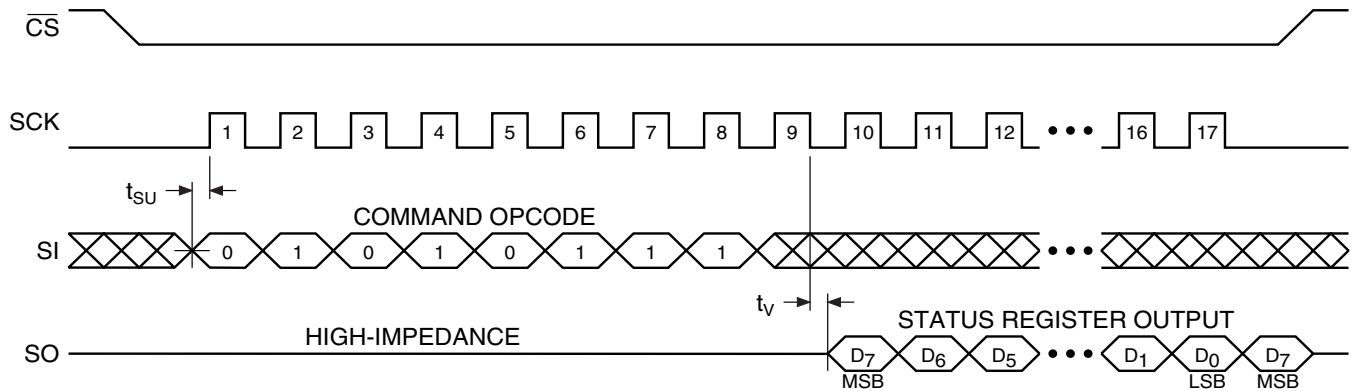 CS
SCK 1 2 3 4 5 6 7 8 9 10 11 12 ••• 16 17
tSU
COMMAND OPCODE
SI 0 1 0 1 0 1 1 1 •••
tV
HIGH-IMPEDANCE STATUS REGISTER OUTPUT
SO D7 D6 D5 ••• D1 D0 D7
MSB LSB MSB